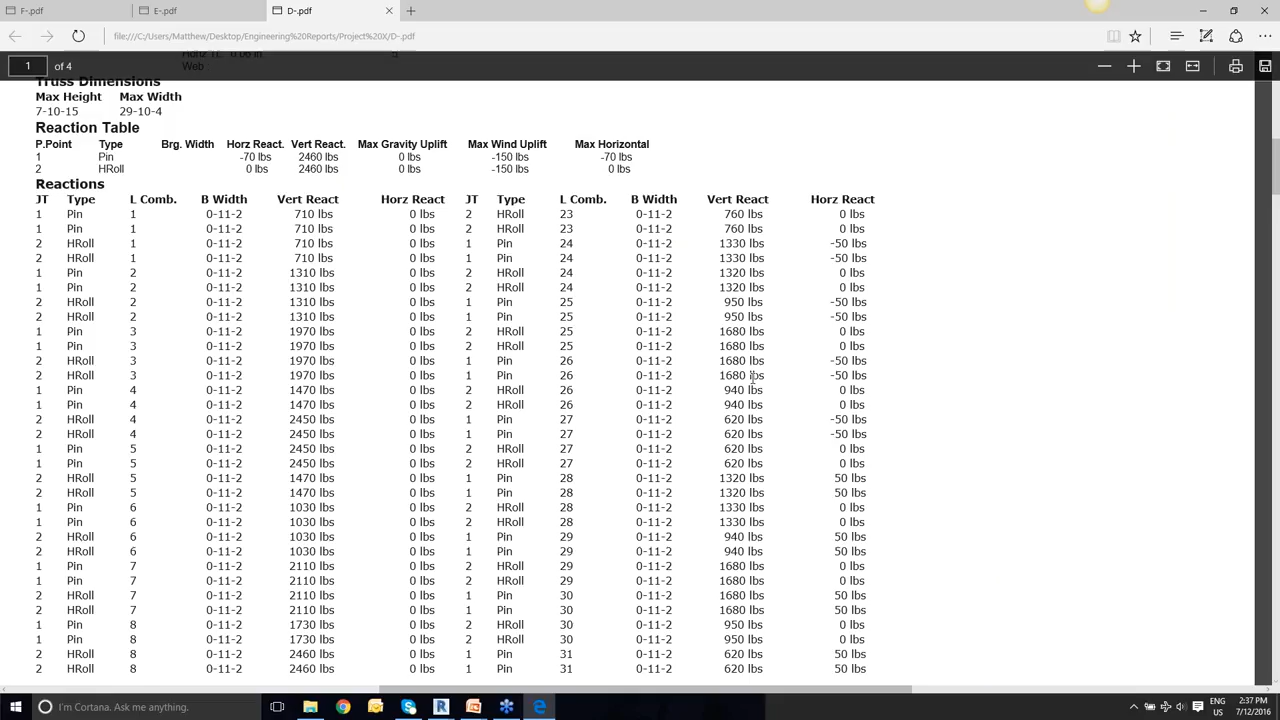 F-.pdf E-.pdf D-.pdf
file:///C:/Users/Matthew/Desktop/Engineering%20Reports/Project%20X/D-.pdf
1 of 4
Web :
Truss Dimensions
Max Height Max Width
7-10-15 29-10-4
Reaction Table
P.Point Type Brg. Width Horz React. Vert React. Max Gravity Uplift Max Wind Uplift Max Horizontal
1 Pin -70 lbs 2460 lbs 0 lbs -150 lbs -70 lbs
2 HRoll 0 lbs 2460 lbs 0 lbs -150 lbs 0 lbs
Reactions
JT Type L Comb. B Width Vert React Horz React JT Type L Comb. B Width Vert React Horz React
1 Pin 1 0-11-2 710 lbs 0 lbs 2 HRoll 23 0-11-2 760 lbs 0 lbs
1 Pin 1 0-11-2 710 lbs 0 lbs 2 HRoll 23 0-11-2 760 lbs 0 lbs
2 HRoll 1 0-11-2 710 lbs 0 lbs 1 Pin 24 0-11-2 1330 lbs -50 lbs
2 HRoll 1 0-11-2 710 lbs 0 lbs 1 Pin 24 0-11-2 1330 lbs -50 lbs
1 Pin 2 0-11-2 1310 lbs 0 lbs 2 HRoll 24 0-11-2 1320 lbs 0 lbs
1 Pin 2 0-11-2 1310 lbs 0 lbs 2 HRoll 24 0-11-2 1320 lbs 0 lbs
2 HRoll 2 0-11-2 1310 lbs 0 lbs 1 Pin 25 0-11-2 950 lbs -50 lbs
2 HRoll 2 0-11-2 1310 lbs 0 lbs 1 Pin 25 0-11-2 950 lbs -50 lbs
1 Pin 3 0-11-2 1970 lbs 0 lbs 2 HRoll 25 0-11-2 1680 lbs 0 lbs
1 Pin 3 0-11-2 1970 lbs 0 lbs 2 HRoll 25 0-11-2 1680 lbs 0 lbs
2 HRoll 3 0-11-2 1970 lbs 0 lbs 1 Pin 26 0-11-2 1680 lbs -50 lbs
2 HRoll 3 0-11-2 1970 lbs 0 lbs 1 Pin 26 0-11-2 1680 lbs -50 lbs
1 Pin 4 0-11-2 1470 lbs 0 lbs 2 HRoll 26 0-11-2 940 lbs 0 lbs
1 Pin 4 0-11-2 1470 lbs 0 lbs 2 HRoll 26 0-11-2 940 lbs 0 lbs
2 HRoll 4 0-11-2 2450 lbs 0 lbs 1 Pin 27 0-11-2 620 lbs -50 lbs
2 HRoll 4 0-11-2 2450 lbs 0 lbs 1 Pin 27 0-11-2 620 lbs -50 lbs
1 Pin 5 0-11-2 2450 lbs 0 lbs 2 HRoll 27 0-11-2 620 lbs 0 lbs
1 Pin 5 0-11-2 2450 lbs 0 lbs 2 HRoll 27 0-11-2 620 lbs 0 lbs
2 HRoll 5 0-11-2 1470 lbs 0 lbs 1 Pin 28 0-11-2 1320 lbs 50 lbs
2 HRoll 5 0-11-2 1470 lbs 0 lbs 1 Pin 28 0-11-2 1320 lbs 50 lbs
1 Pin 6 0-11-2 1030 lbs 0 lbs 2 HRoll 28 0-11-2 1330 lbs 0 lbs
1 Pin 6 0-11-2 1030 lbs 0 lbs 2 HRoll 28 0-11-2 1330 lbs 0 lbs
2 HRoll 6 0-11-2 1030 lbs 0 lbs 1 Pin 29 0-11-2 940 lbs 50 lbs
2 HRoll 6 0-11-2 1030 lbs 0 lbs 1 Pin 29 0-11-2 940 lbs 50 lbs
1 Pin 7 0-11-2 2110 lbs 0 lbs 2 HRoll 29 0-11-2 1680 lbs 0 lbs
1 Pin 7 0-11-2 2110 lbs 0 lbs 2 HRoll 29 0-11-2 1680 lbs 0 lbs
2 HRoll 7 0-11-2 2110 lbs 0 lbs 1 Pin 30 0-11-2 1680 lbs 50 lbs
2 HRoll 7 0-11-2 2110 lbs 0 lbs 1 Pin 30 0-11-2 1680 lbs 50 lbs
1 Pin 8 0-11-2 1730 lbs 0 lbs 2 HRoll 30 0-11-2 950 lbs 0 lbs
1 Pin 8 0-11-2 1730 lbs 0 lbs 2 HRoll 30 0-11-2 950 lbs 0 lbs
2 HRoll 8 0-11-2 2460 lbs 0 lbs 1 Pin 31 0-11-2 620 lbs 50 lbs
2 HRoll 8 0-11-2 2460 lbs 0 lbs 1 Pin 31 0-11-2 620 lbs 50 lbs
I'm Cortana. Ask me anything.
ENG 2:37 PM
US 7/12/2016